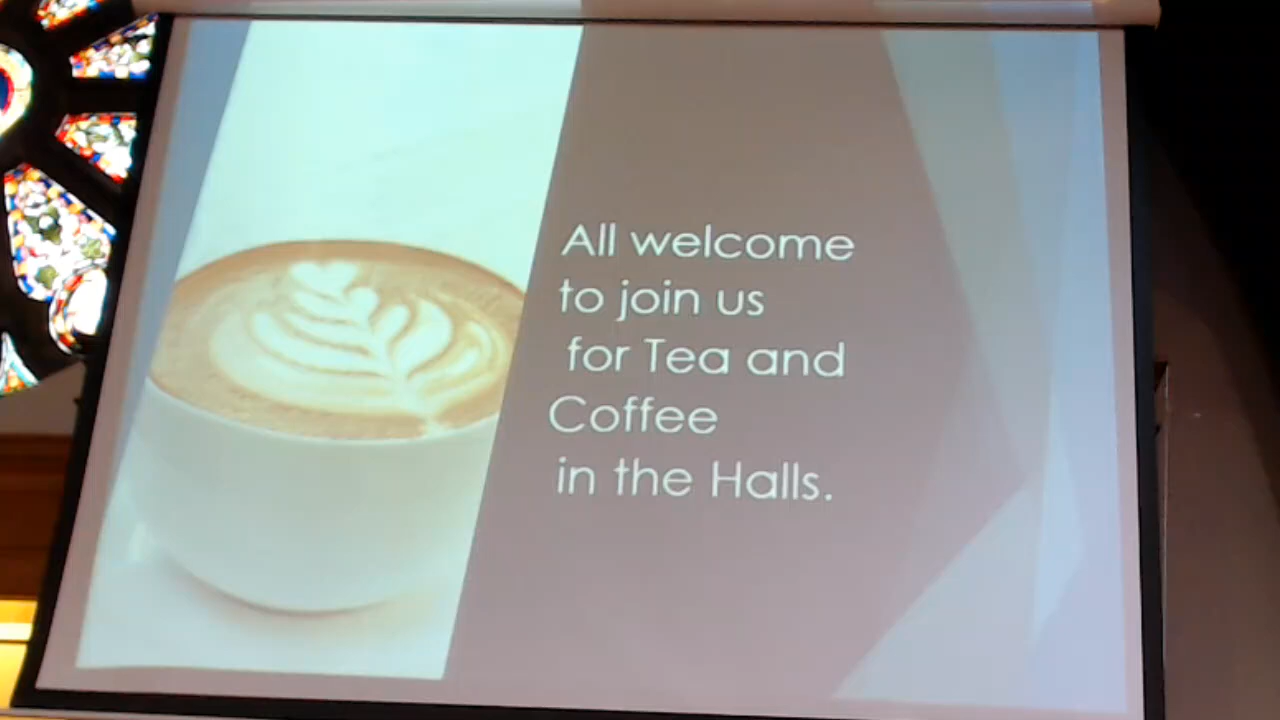 All welcome
to join us
for Tea and
Coffee
in the Halls.